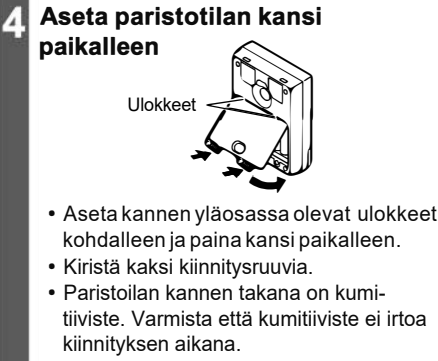 4 Aseta paristotilan kansi
paikalleen
Ulokkeet
• Aseta kannen yläosassa olevat ulokkeet
kohdalleen ja paina kansi paikalleen.
• Kiristä kaksi kiinnitysruuvia.
• Paristoilan kannen takana on kumi-
tiiviste. Varmista että kumitiiviste ei irtoa
kiinnityksen aikana.